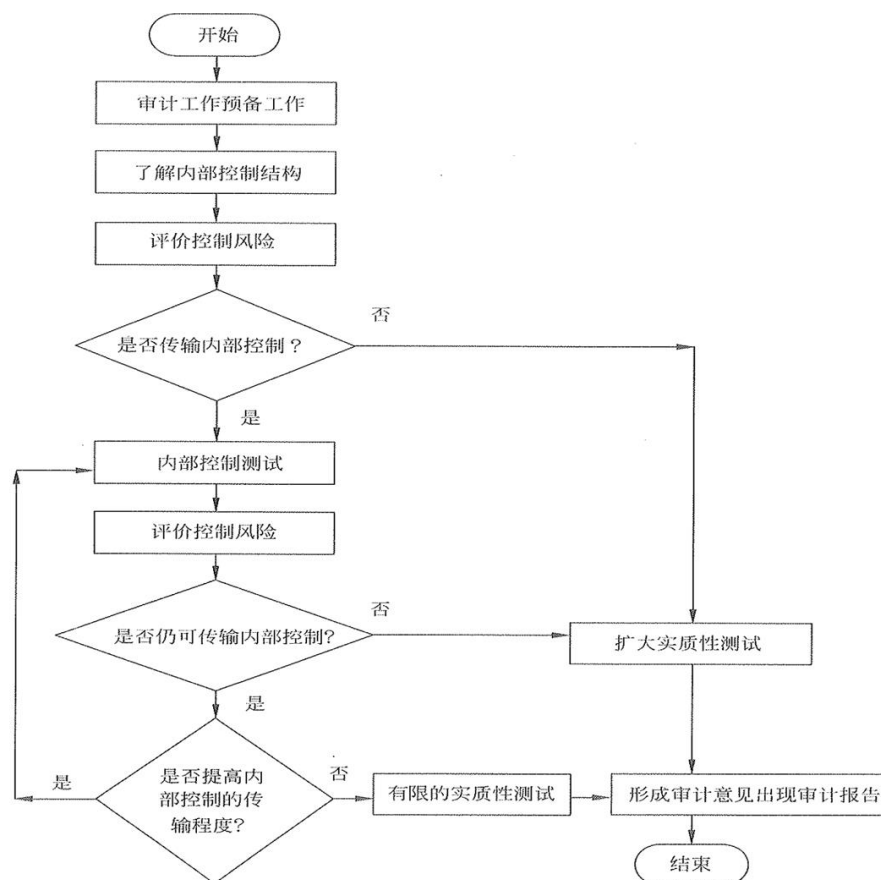 开始
审计工作预备工作
了解内部控制结构
评价控制风险
否
是否传输内部控制？
是
内部控制测试
评价控制风险
否
是否仍可传输内部控制?
扩大实质性测试
是
是否提高内
部控制的传
输程度?
是
否
有限的实质性测试
形成审计意见出现审计报告
结束